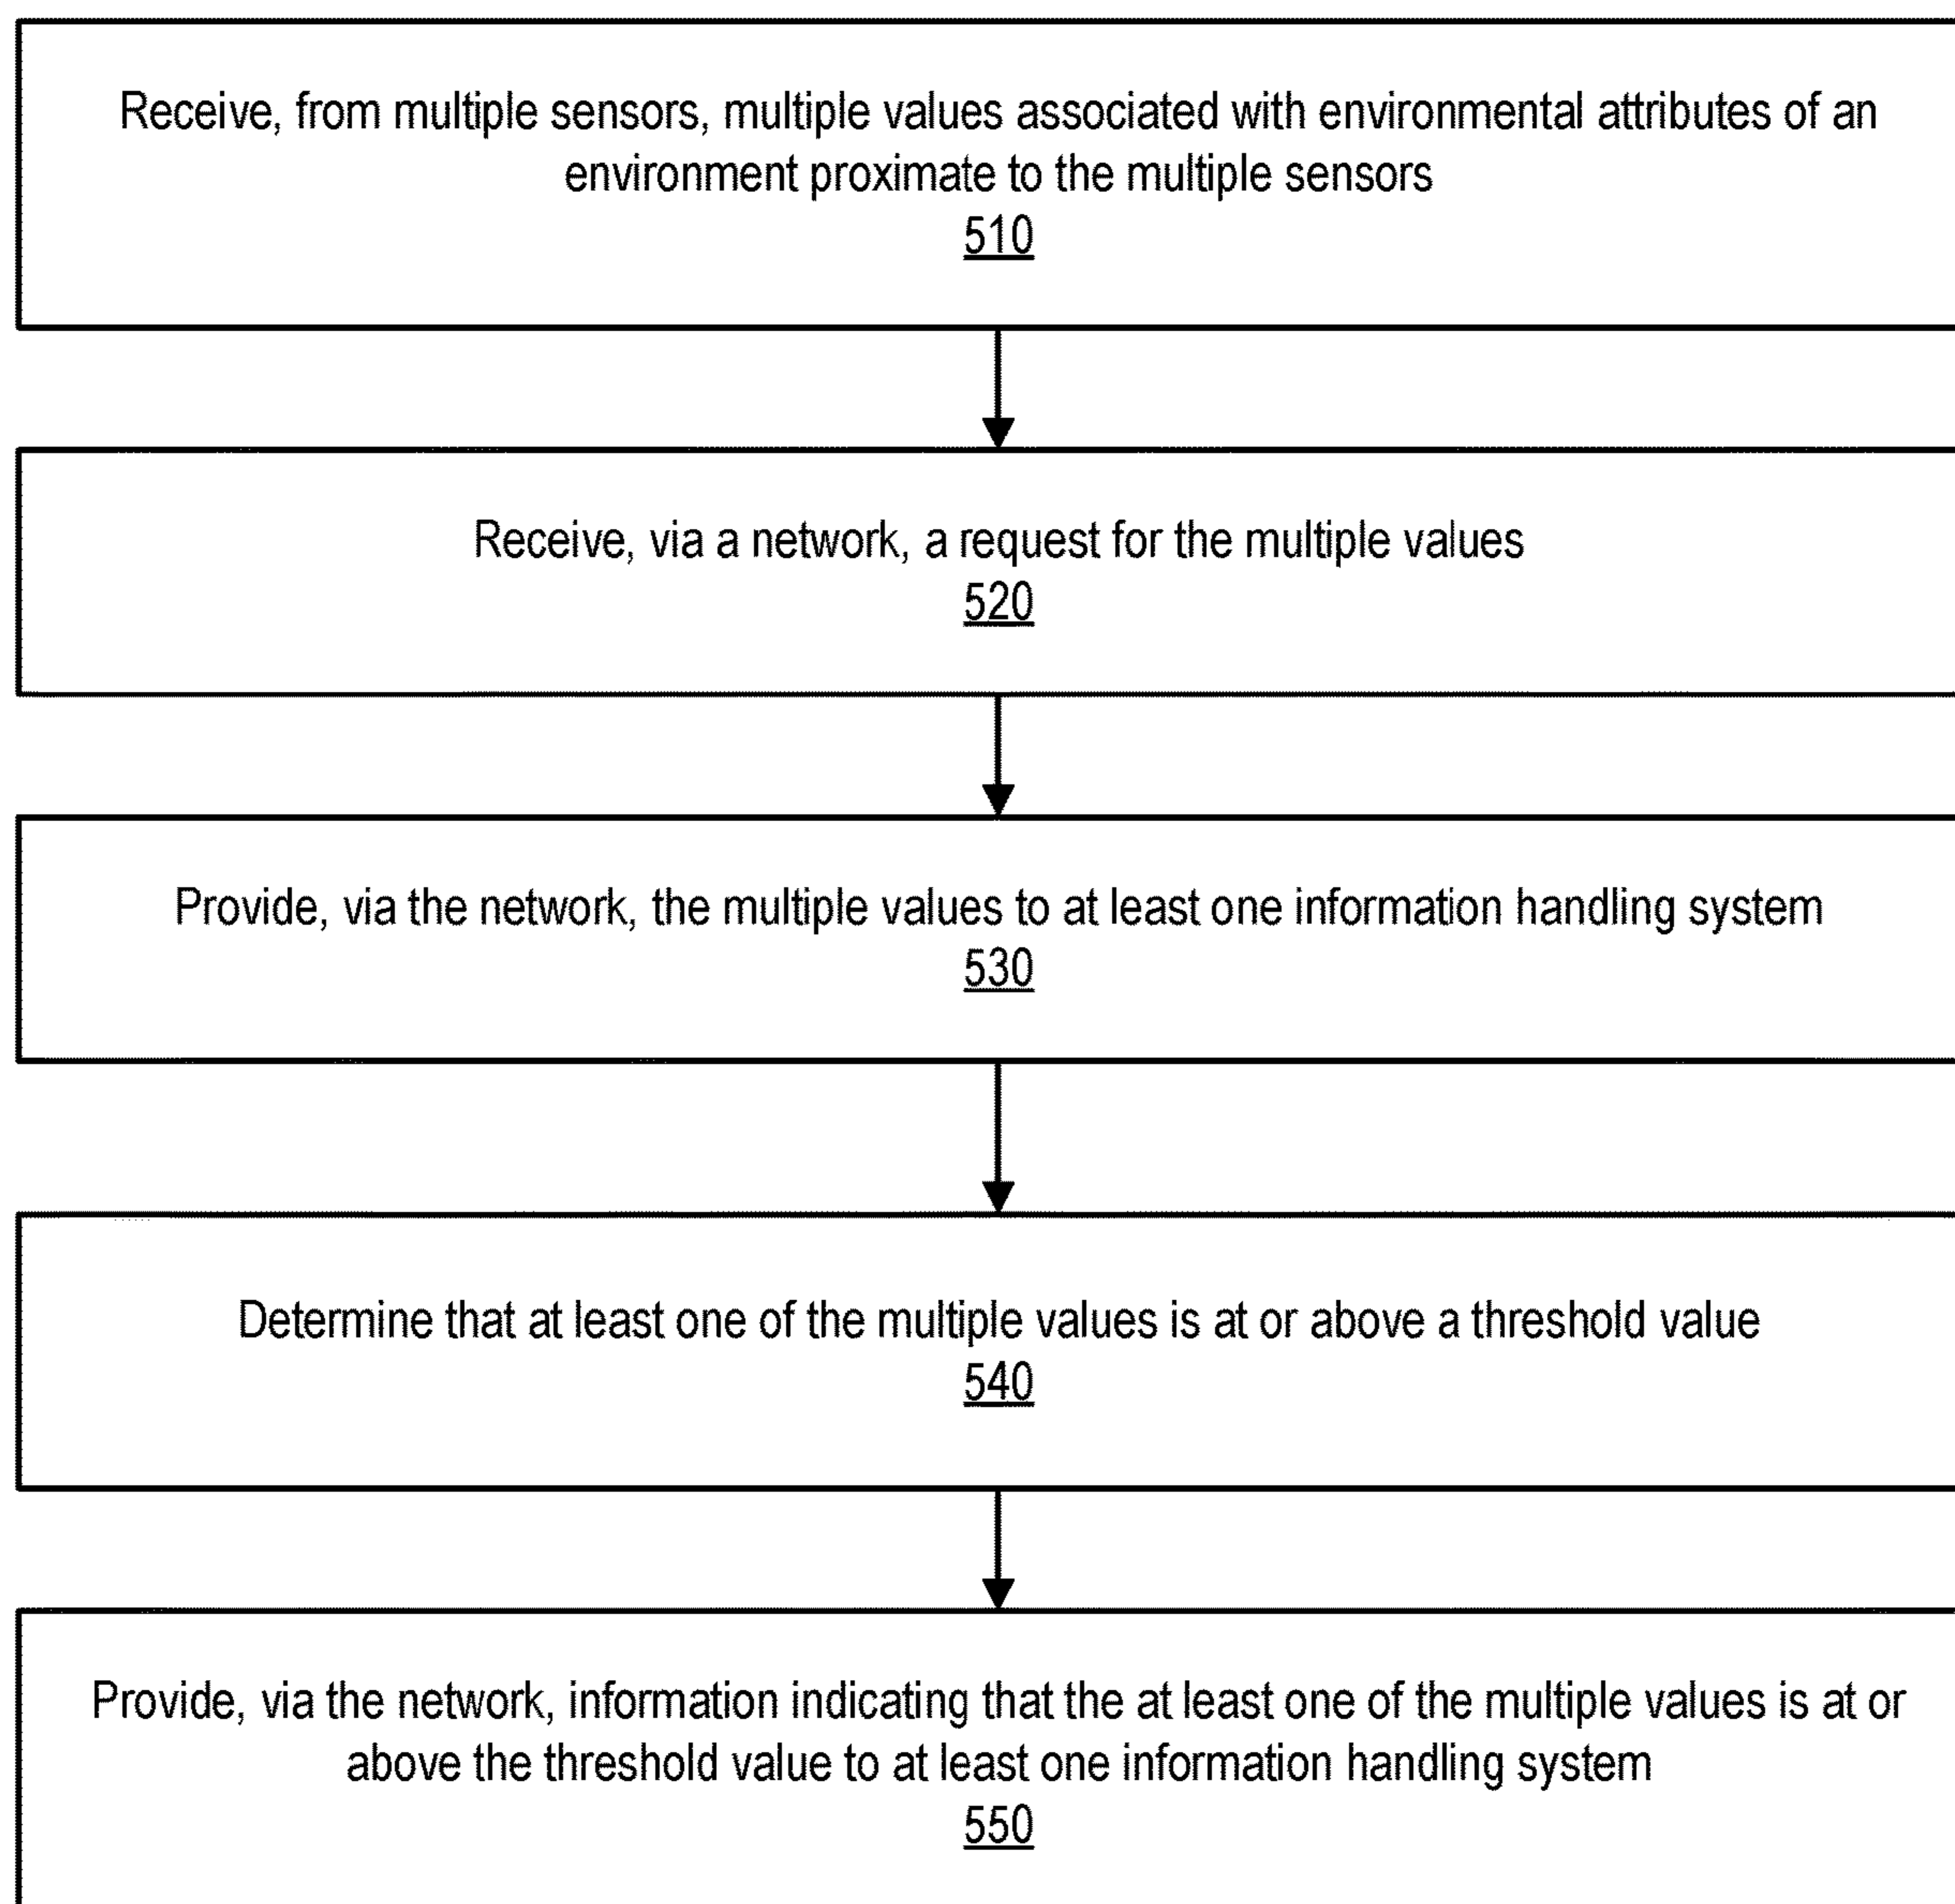 Receive, from multiple sensors, multiple values associated with environmental attributes of an
environment proximate to the multiple sensors
510
Receive, via a network, a request for the multiple values
520
Provide, via the network, the multiple values to at least one information handling system
530
Determine that at least one of the multiple values is at or above a threshold value
540
Provide, via the network, information indicating that the at least one of the multiple values is at or
above the threshold value to at least one information handling system
550